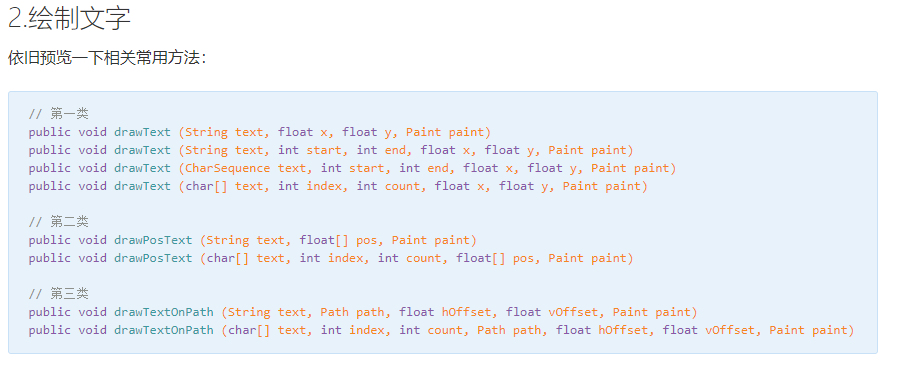 2.绘制文字
依旧预览一下相关常用方法：
// 第一类
public void drawText (String text, float x, float y, Paint paint)
public void drawText (String text, int start, int end, float x, float y, Paint paint)
public void drawText (CharSequence text, int start, int end, float x, float y, Paint paint)
public void drawText (char[] text, int index, int count, float x, float y, Paint paint)
// 第二类
public void drawPosText (String text, float[] pos, Paint paint)
public void drawPosText (char[] text, int index, int count, float[] pos, Paint paint)
// 第三类
public void drawTextOnPath (String text, Path path, float hOffset, float vOffset, Paint paint)
public void drawTextOnPath (char[] text, int index, int count, Path path, float hOffset, float vOffset, Paint paint)